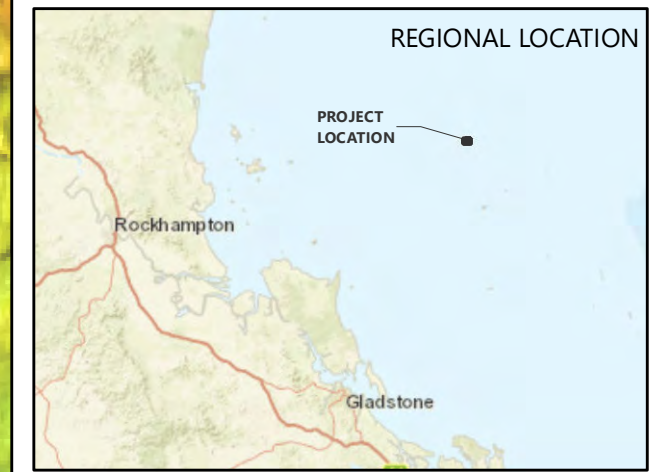 REGIONAL LOCATION
PROJECT
LOCATION
Rockhampton
Gladstone